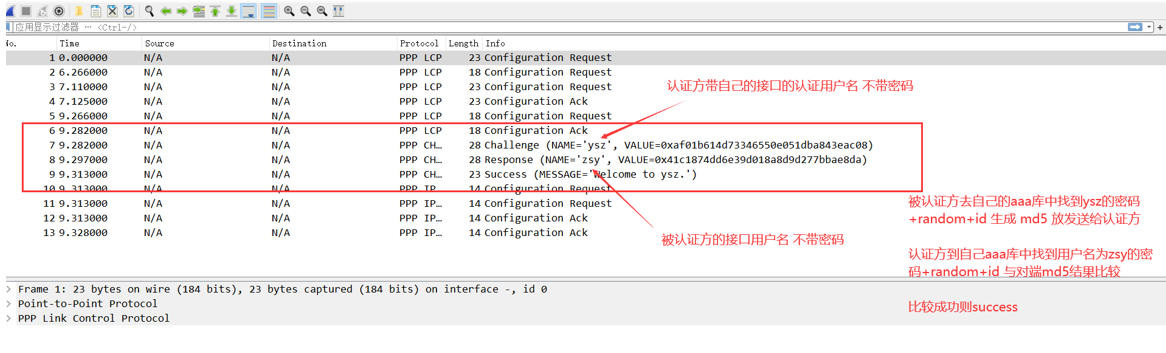 应用显示过滤器 … <Ctrl-/>
No. Time Source Destination Protocol Length Info
1 0.000000 N/A N/A PPP LCP 23 Configuration Request
2 6.266000 N/A N/A PPP LCP 18 Configuration Request
3 7.110000 N/A N/A PPP LCP 23 Configuration Request
4 7.125000 N/A N/A PPP LCP 23 Configuration Ack
5 9.266000 N/A N/A PPP LCP 18 Configuration Request
6 9.282000 N/A N/A PPP LCP 18 Configuration Ack
7 9.282000 N/A N/A PPP CH… 28 Challenge (NAME='ysz', VALUE=0xaf01b614d73346550e051dba843eac08)
8 9.297000 N/A N/A PPP CH… 28 Response (NAME='zsy', VALUE=0x41c1874dd6e39d018a8d9d277bbae8da)
9 9.313000 N/A N/A PPP CH… 23 Success (MESSAGE='Welcome to ysz.')
10 9.313000 N/A N/A PPP IP… 14 Configuration Request
11 9.313000 N/A N/A PPP IP… 14 Configuration Request
12 9.313000 N/A N/A PPP IP… 14 Configuration Ack
13 9.328000 N/A N/A PPP IP… 14 Configuration Ack
认证方带自己的接口的认证用户名 不带密码
被认证方的接口用户名 不带密码
被认证方去自己的aaa库中找到ysz的密码
+random+id 生成 md5 放发送给认证方
认证方到自己aaa库中找到用户名为zsy的密
码+random+id 与对端md5结果比较
比较成功则success
Frame 1: 23 bytes on wire (184 bits), 23 bytes captured (184 bits) on interface -, id 0
Point-to-Point Protocol
PPP Link Control Protocol